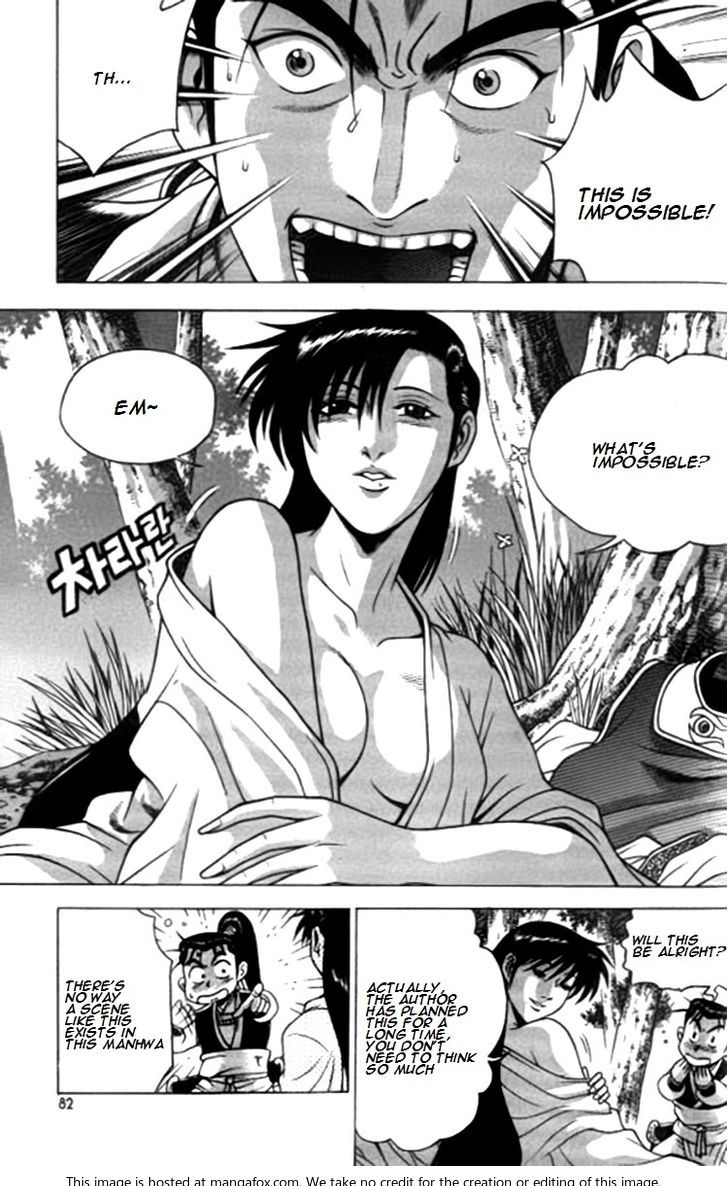 TH...
THIS IS
IMPOSSIBLE!
EM~
WHAT'S
IMPOSSIBLE?
차라란
THERE'S
NO WAY
A SCENE
LIKE THIS
EXISTS IN
THIS MANHWA
WILL THIS
BE ALRIGHT?
ACTUALLY,
THE AUTHOR
HAS PLANNED
THIS FOR A
LONG TIME,
YOU DON'T
NEED TO THINK
SO MUCH
82
This image is hosted at mangafox.com. We take no credit for the creation or editing of this image.